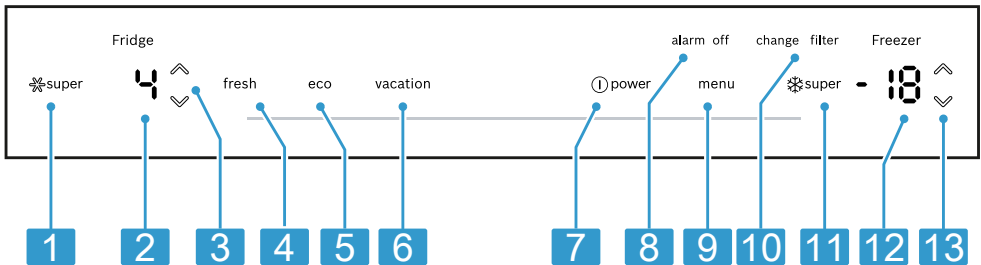 Fridge alarm off change filter Freezer
super 4 fresh eco vacation power menu super -18
1 2 3 4 5 6 7 8 9 10 11 12 13